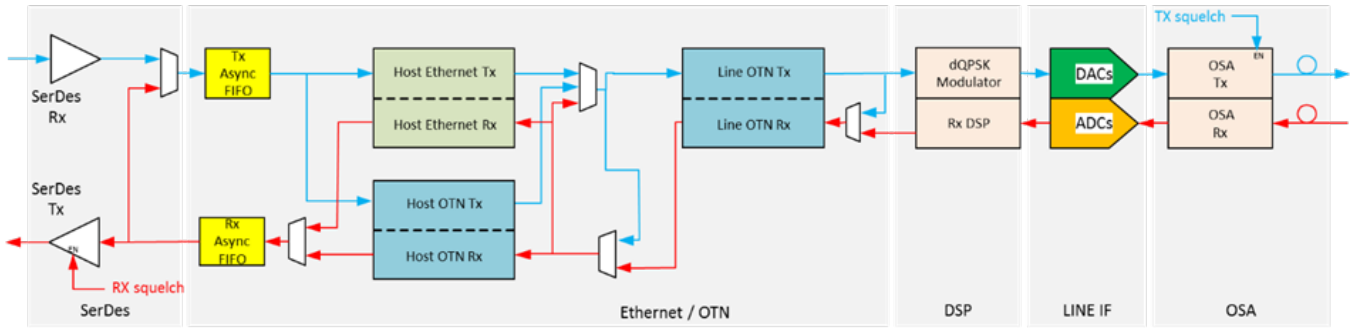 TX squelch
EN
SerDes
Rx
Tx
Async
FIFO
Host Ethernet Tx
Host Ethernet Rx
Line OTN Tx
Line OTN Rx
dQPSK
Modulator
Rx DSP
DACs
ADCs
OSA
Tx
OSA
Rx
SerDes
Tx
EN
RX squelch
Rx
Async
FIFO
Host OTN Tx
Host OTN Rx
SerDes
Ethernet / OTN
DSP
LINE IF
OSA